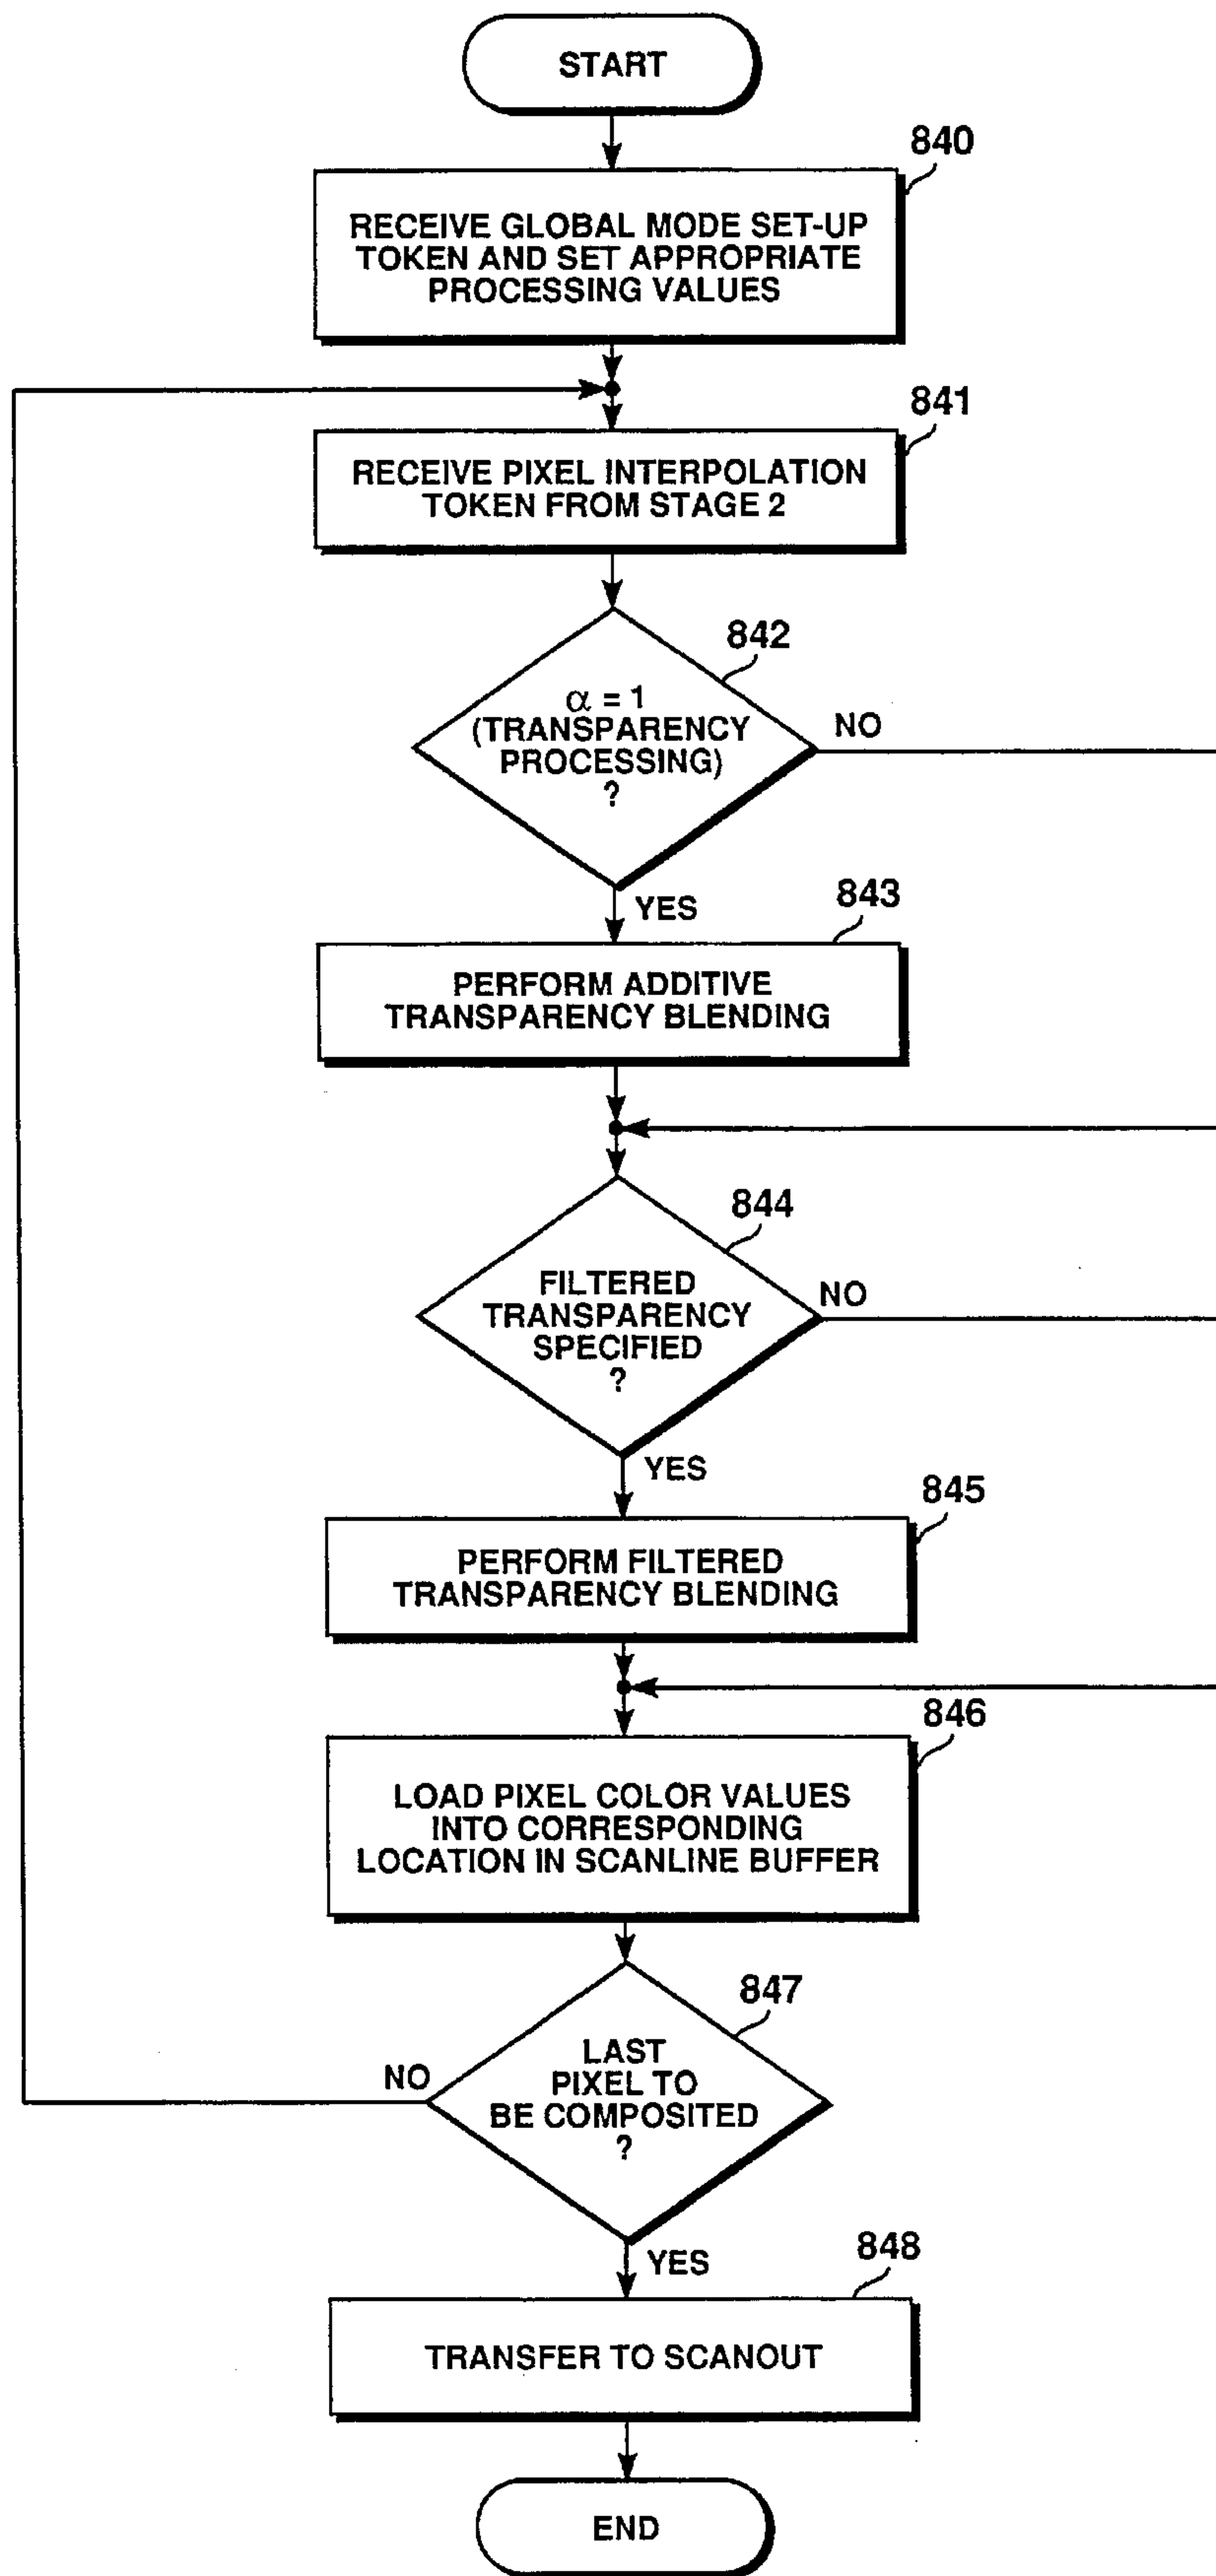 START
840
RECEIVE GLOBAL MODE SET-UP
TOKEN AND SET APPROPRIATE
PROCESSING VALUES
841
RECEIVE PIXEL INTERPOLATION
TOKEN FROM STAGE 2
842
α = 1
(TRANSPARENCY
PROCESSING)
?
NO
YES
843
PERFORM ADDITIVE
TRANSPARENCY BLENDING
844
FILTERED
TRANSPARENCY
SPECIFIED
?
NO
YES
845
PERFORM FILTERED
TRANSPARENCY BLENDING
846
LOAD PIXEL COLOR VALUES
INTO CORRESPONDING
LOCATION IN SCANLINE BUFFER
847
LAST
PIXEL TO
BE COMPOSITED
?
NO
YES
848
TRANSFER TO SCANOUT
END